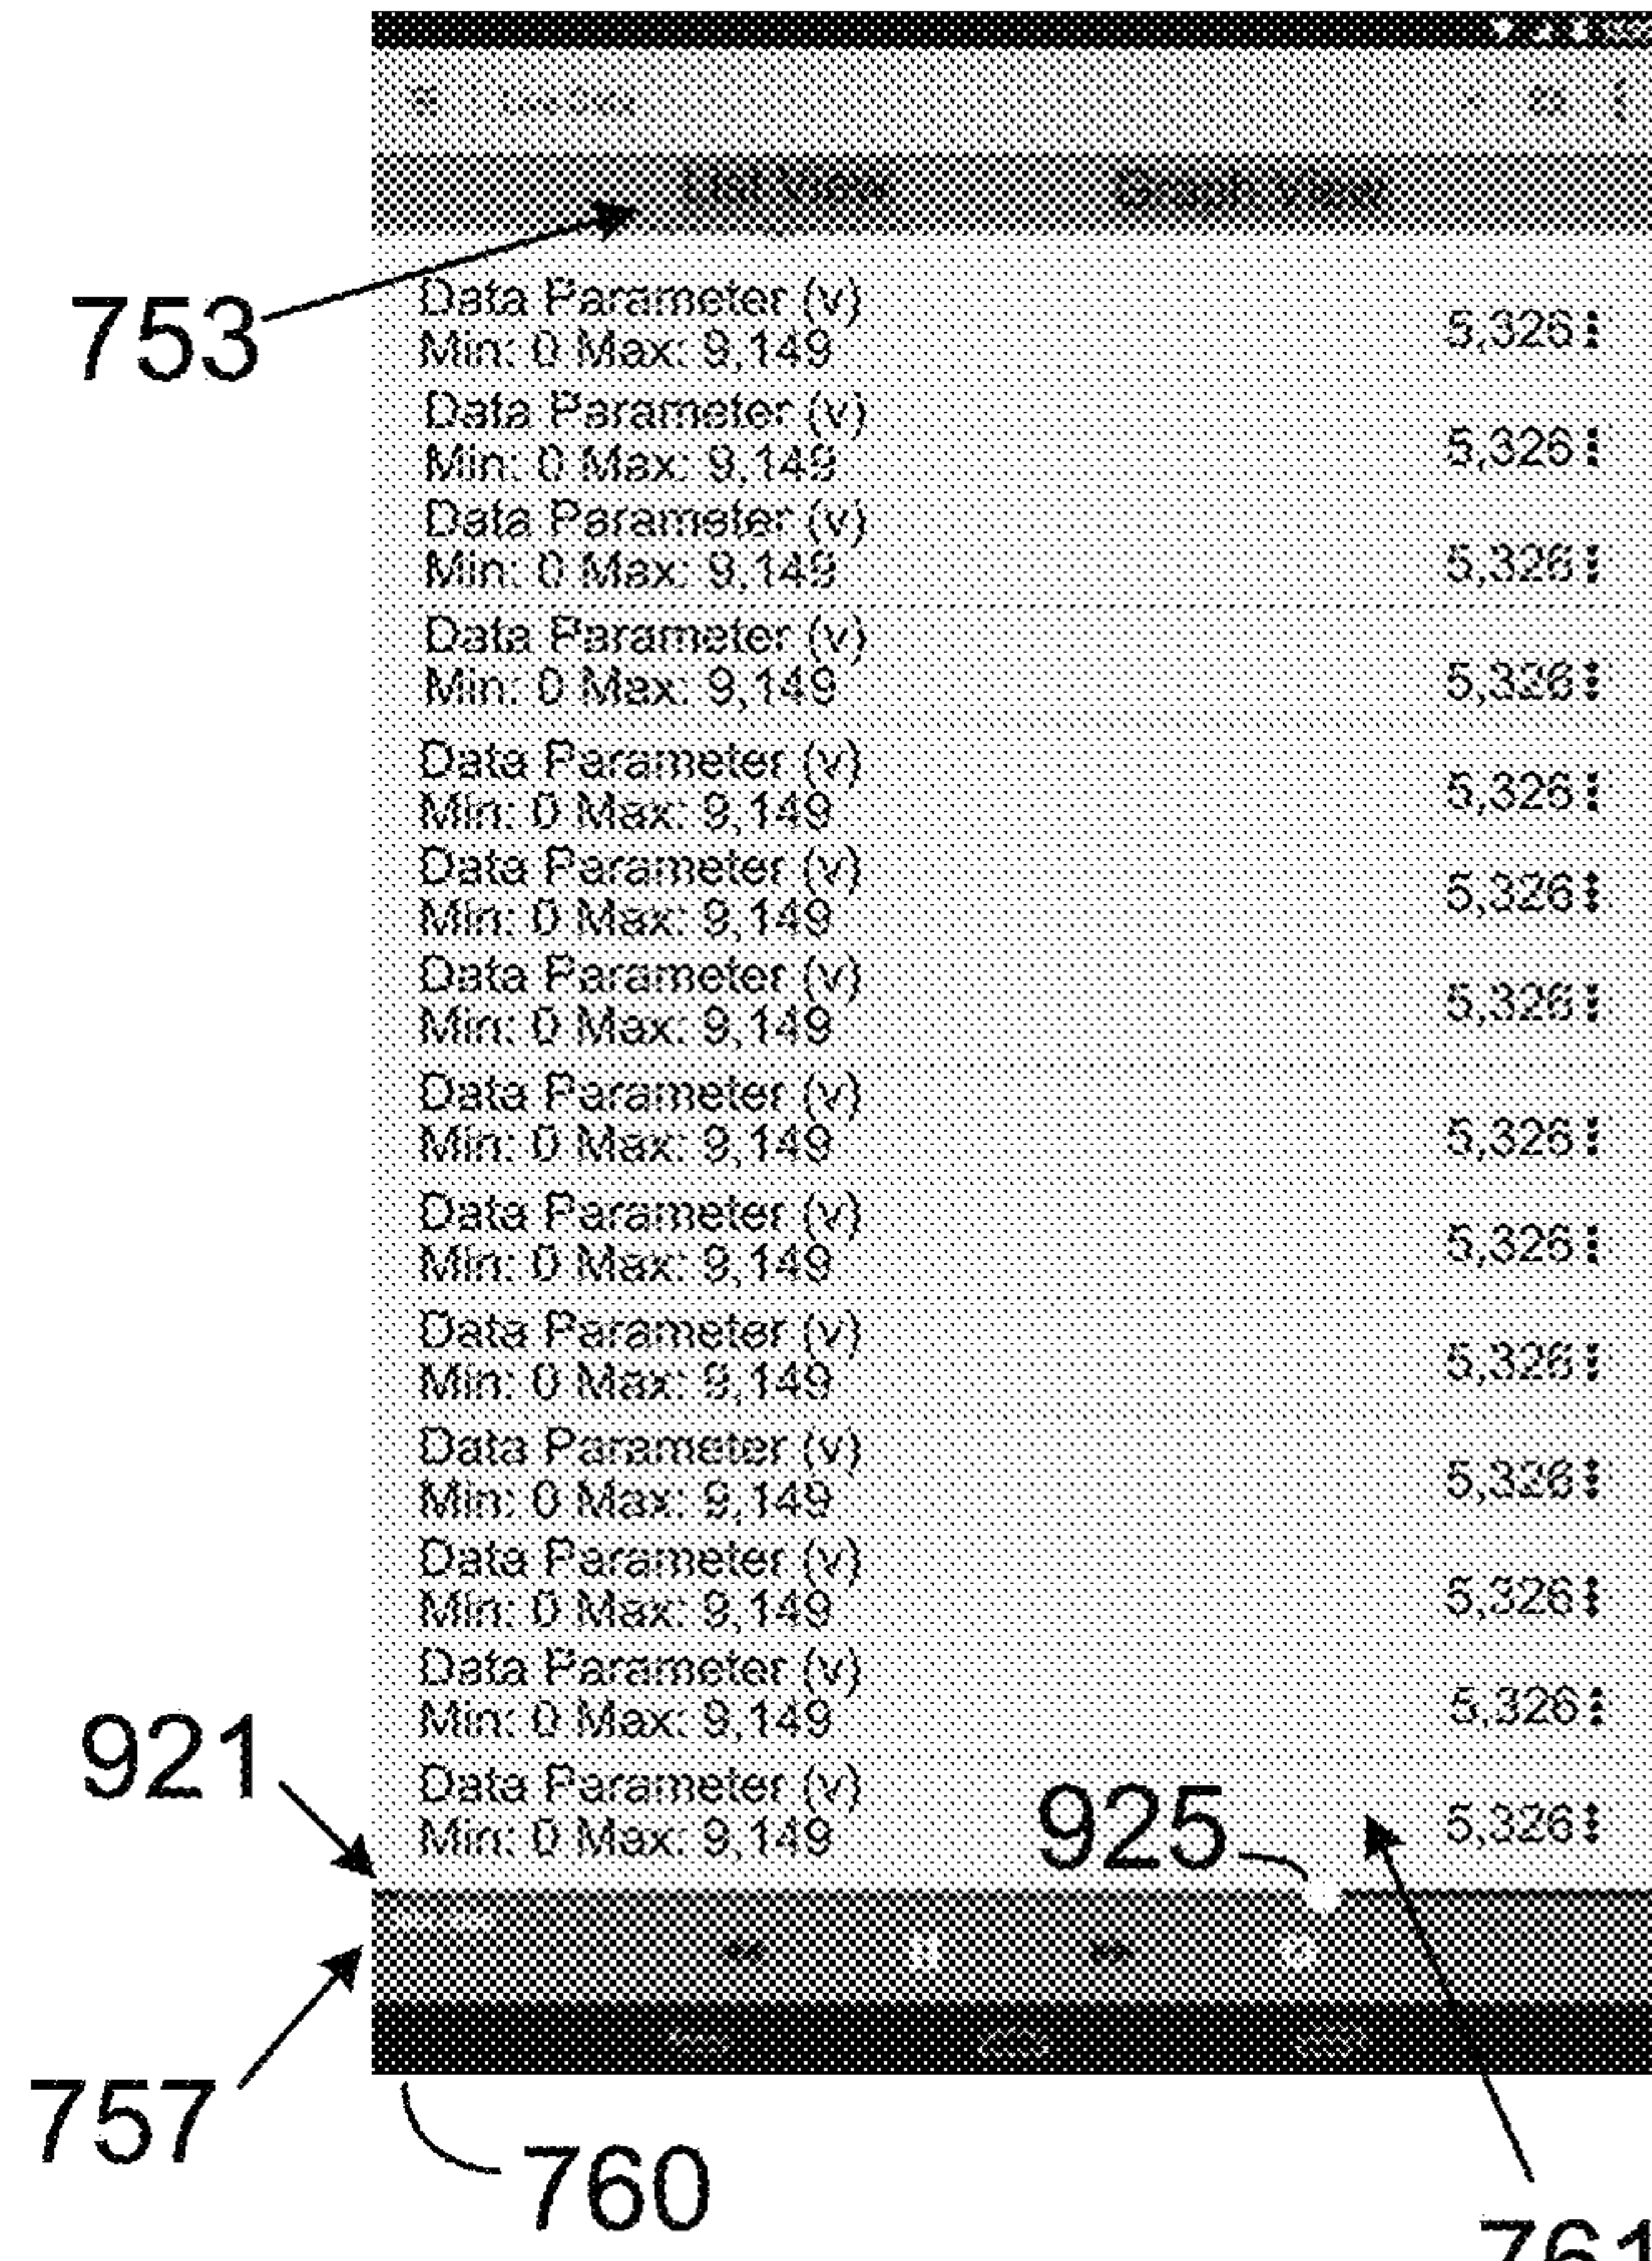 List View Graph View
753
Data Parameter (v)
Min: 0 Max: 9,149
5,326
Data Parameter (v)
Min: 0 Max: 9,149
5,326
Data Parameter (v)
Min: 0 Max: 9,149
5,326
Data Parameter (v)
Min: 0 Max: 9,149
5,326
Data Parameter (v)
Min: 0 Max: 9,149
5,326
Data Parameter (v)
Min: 0 Max: 9,149
5,326
Data Parameter (v)
Min: 0 Max: 9,149
5,326
Data Parameter (v)
Min: 0 Max: 9,149
5,326
Data Parameter (v)
Min: 0 Max: 9,149
5,326
Data Parameter (v)
Min: 0 Max: 9,149
5,326
Data Parameter (v)
Min: 0 Max: 9,149
5,326
Data Parameter (v)
Min: 0 Max: 9,149
5,326
Data Parameter (v)
Min: 0 Max: 9,149
5,326
Data Parameter (v)
Min: 0 Max: 9,149
5,326
921
925
757
760
761